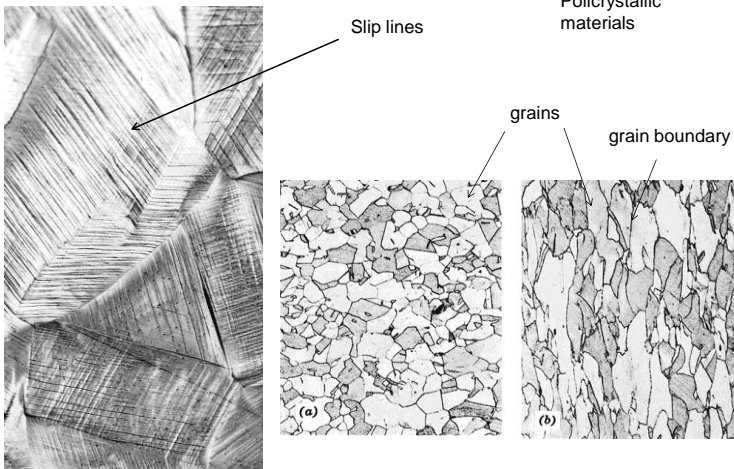 Policrystallic
materials
Slip lines
grains
grain boundary
(a)
(b)